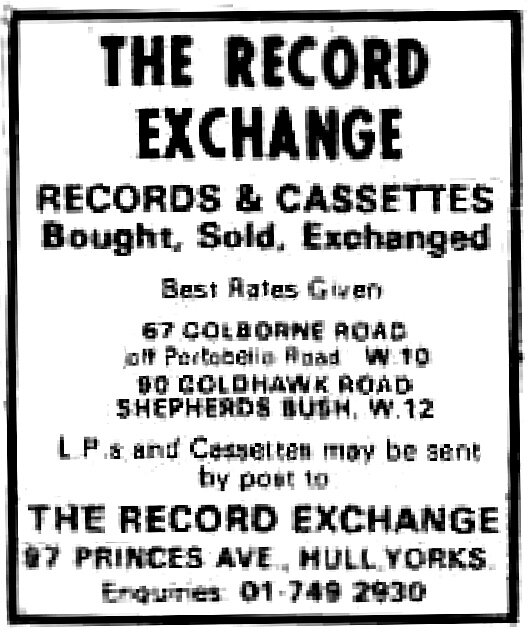 THE RECORD
EXCHANGE
RECORDS & CASSETTES
Bought, Sold, Exchanged
Best Rates Given
67 GOLBORNE ROAD
off Portobello Road W.10
90 GOLDHAWK ROAD
SHEPHERDS BUSH, W.12
L.P.s and Cassettes may be sent
by post to
THE RECORD EXCHANGE
97 PRINCES AVE., HULL, YORKS.
Enquiries: 01-749 2930